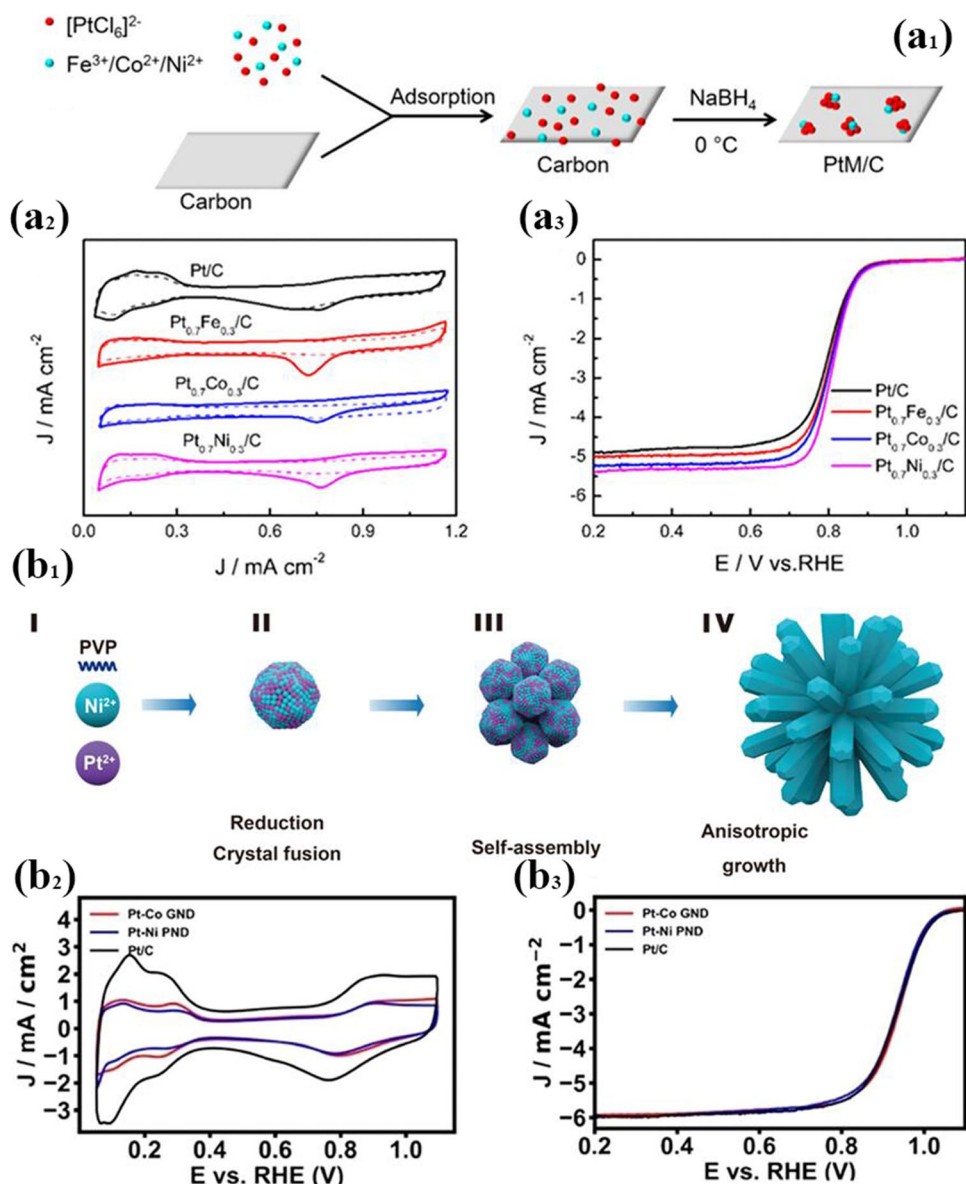 (a1)
[PtCl6]2-
Fe3+/Co2+/Ni2+
Adsorption
NaBH4
0 °C
Carbon
Carbon
PtM/C
(a2)
(a3)
Pt/C
Pt0.7Fe0.3/C
Pt0.7Co0.3/C
Pt0.7Ni0.3/C
J / mA cm-2
0.0 0.3 0.6 0.9 1.2
J / mA cm-2
0
-1
-2
-3
-4
-5
-6
J / mA cm-2
Pt/C
Pt0.7Fe0.3/C
Pt0.7Co0.3/C
Pt0.7Ni0.3/C
0.2 0.4 0.6 0.8 1.0
E / V vs.RHE
(b1)
I
II
III
IV
PVP
Ni2+
Pt2+
Reduction
Crystal fusion
Self-assembly
Anisotropic
growth
(b2)
(b3)
Pt-Co GND
Pt-Ni PND
Pt/C
4
3
2
1
0
−1
−2
−3
J / mA / cm2
0.2 0.4 0.6 0.8 1.0
E vs. RHE (V)
Pt-Co GND
Pt-Ni PND
Pt/C
0
−1
−2
−3
−4
−5
−6
J / mA cm−2
0.2 0.4 0.6 0.8 1.0
E vs. RHE (V)